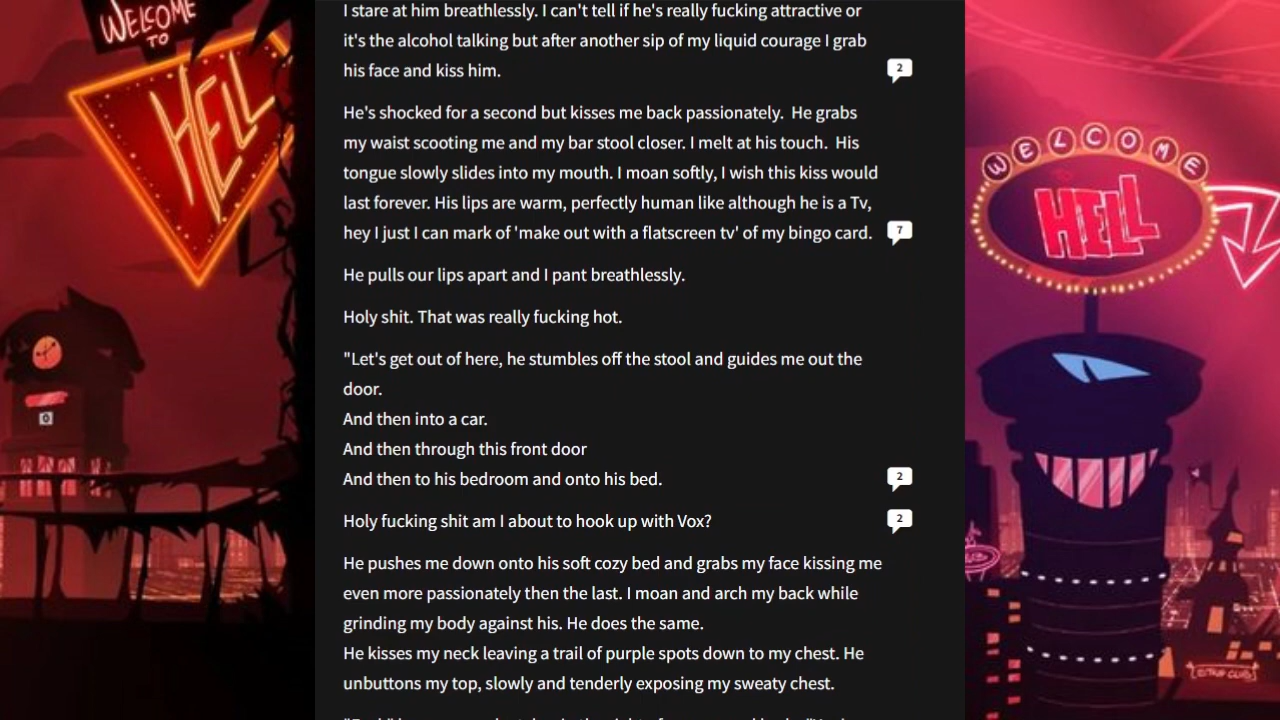 WELCOME
TO
HELL
I stare at him breathlessly. I can't tell if he's really fucking attractive or
it's the alcohol talking but after another sip of my liquid courage I grab
his face and kiss him.
2
He's shocked for a second but kisses me back passionately.  He grabs
my waist scooting me and my bar stool closer. I melt at his touch.  His
tongue slowly slides into my mouth. I moan softly, I wish this kiss would
last forever. His lips are warm, perfectly human like although he is a Tv,
hey I just I can mark of 'make out with a flatscreen tv' of my bingo card.
7
He pulls our lips apart and I pant breathlessly.
Holy shit. That was really fucking hot.
"Let's get out of here, he stumbles off the stool and guides me out the
door.
And then into a car.
And then through this front door
And then to his bedroom and onto his bed.
2
Holy fucking shit am I about to hook up with Vox?
2
He pushes me down onto his soft cozy bed and grabs my face kissing me
even more passionately then the last. I moan and arch my back while
grinding my body against his. He does the same.
He kisses my neck leaving a trail of purple spots down to my chest. He
unbuttons my top, slowly and tenderly exposing my sweaty chest.
WELCOME
TO
HELL